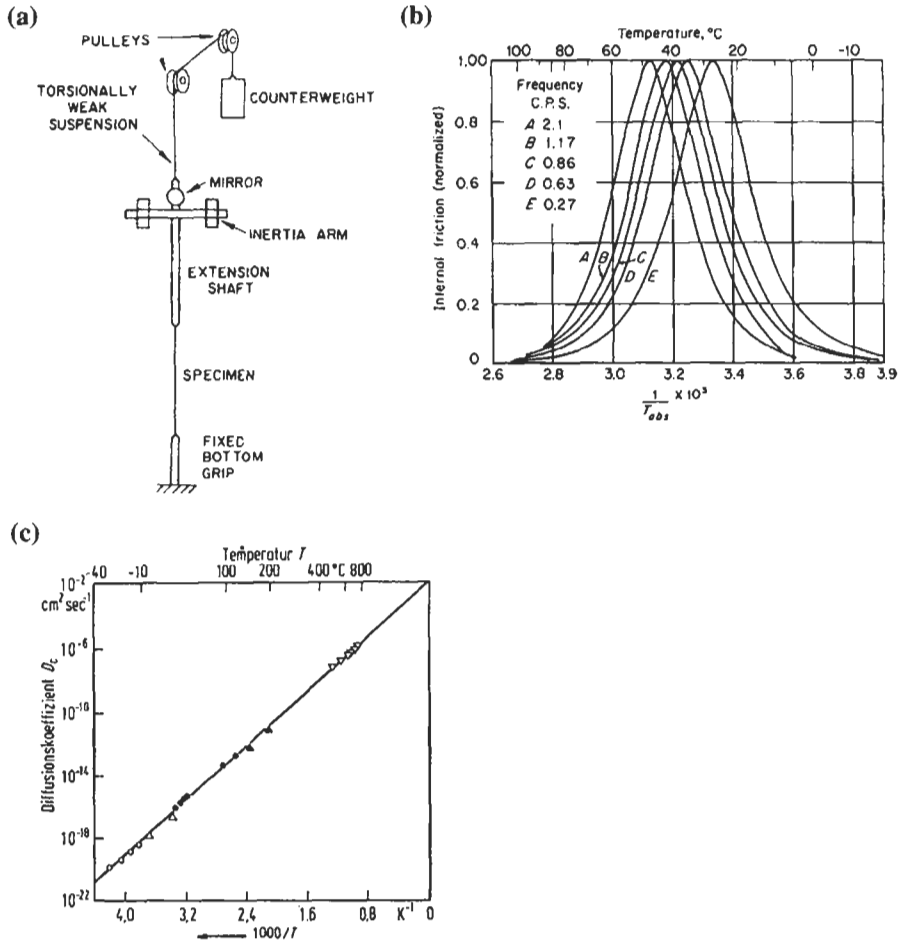 (a)
PULLEYS
COUNTERWEIGHT
TORSIONALLY
WEAK
SUSPENSION
MIRROR
INERTIA ARM
EXTENSION
SHAFT
SPECIMEN
FIXED
BOTTOM
GRIP
(b)
Temperature, °C
100 80 60 40 20 0 -10
Internal friction (normalized)
1.00
0.8
0.6
0.4
0.2
0
Frequency
C.P.S.
A 2.1
B 1.17
C 0.86
D 0.63
E 0.27
A B C
D E
2.6 2.8 3.0 3.2 3.4 3.6 3.8 3.9
1/T_abs × 10³
(c)
Temperatur T
-40 -10 100 200 400 °C 800
Diffusionskoeffizient D_c
10⁻²
cm² sec⁻¹
10⁻⁶
10⁻¹⁰
10⁻¹⁴
10⁻¹⁸
10⁻²²
4,0 3,2 2,4 1,6 0,8 K⁻¹ 0
1000/T